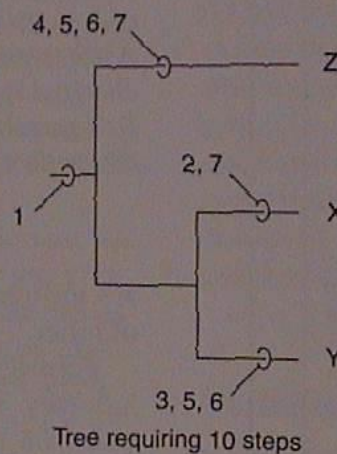 4, 5, 6, 7
Z
2, 7
1
X
Y
3, 5, 6
Tree requiring 10 steps